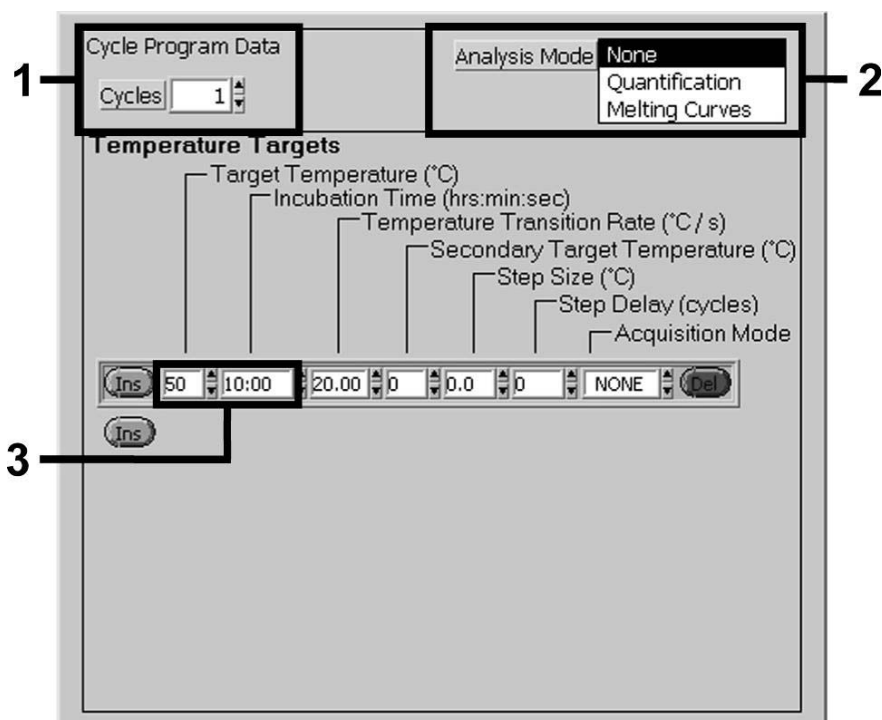 Cycle Program Data
Cycles 1
Analysis Mode None
Quantification
Melting Curves
1
2
Temperature Targets
Target Temperature (°C)
Incubation Time (hrs:min:sec)
Temperature Transition Rate (°C / s)
Secondary Target Temperature (°C)
Step Size (°C)
Step Delay (cycles)
Acquisition Mode
Ins 50 10:00 20.00 0 0.0 0 NONE Del
Ins
3